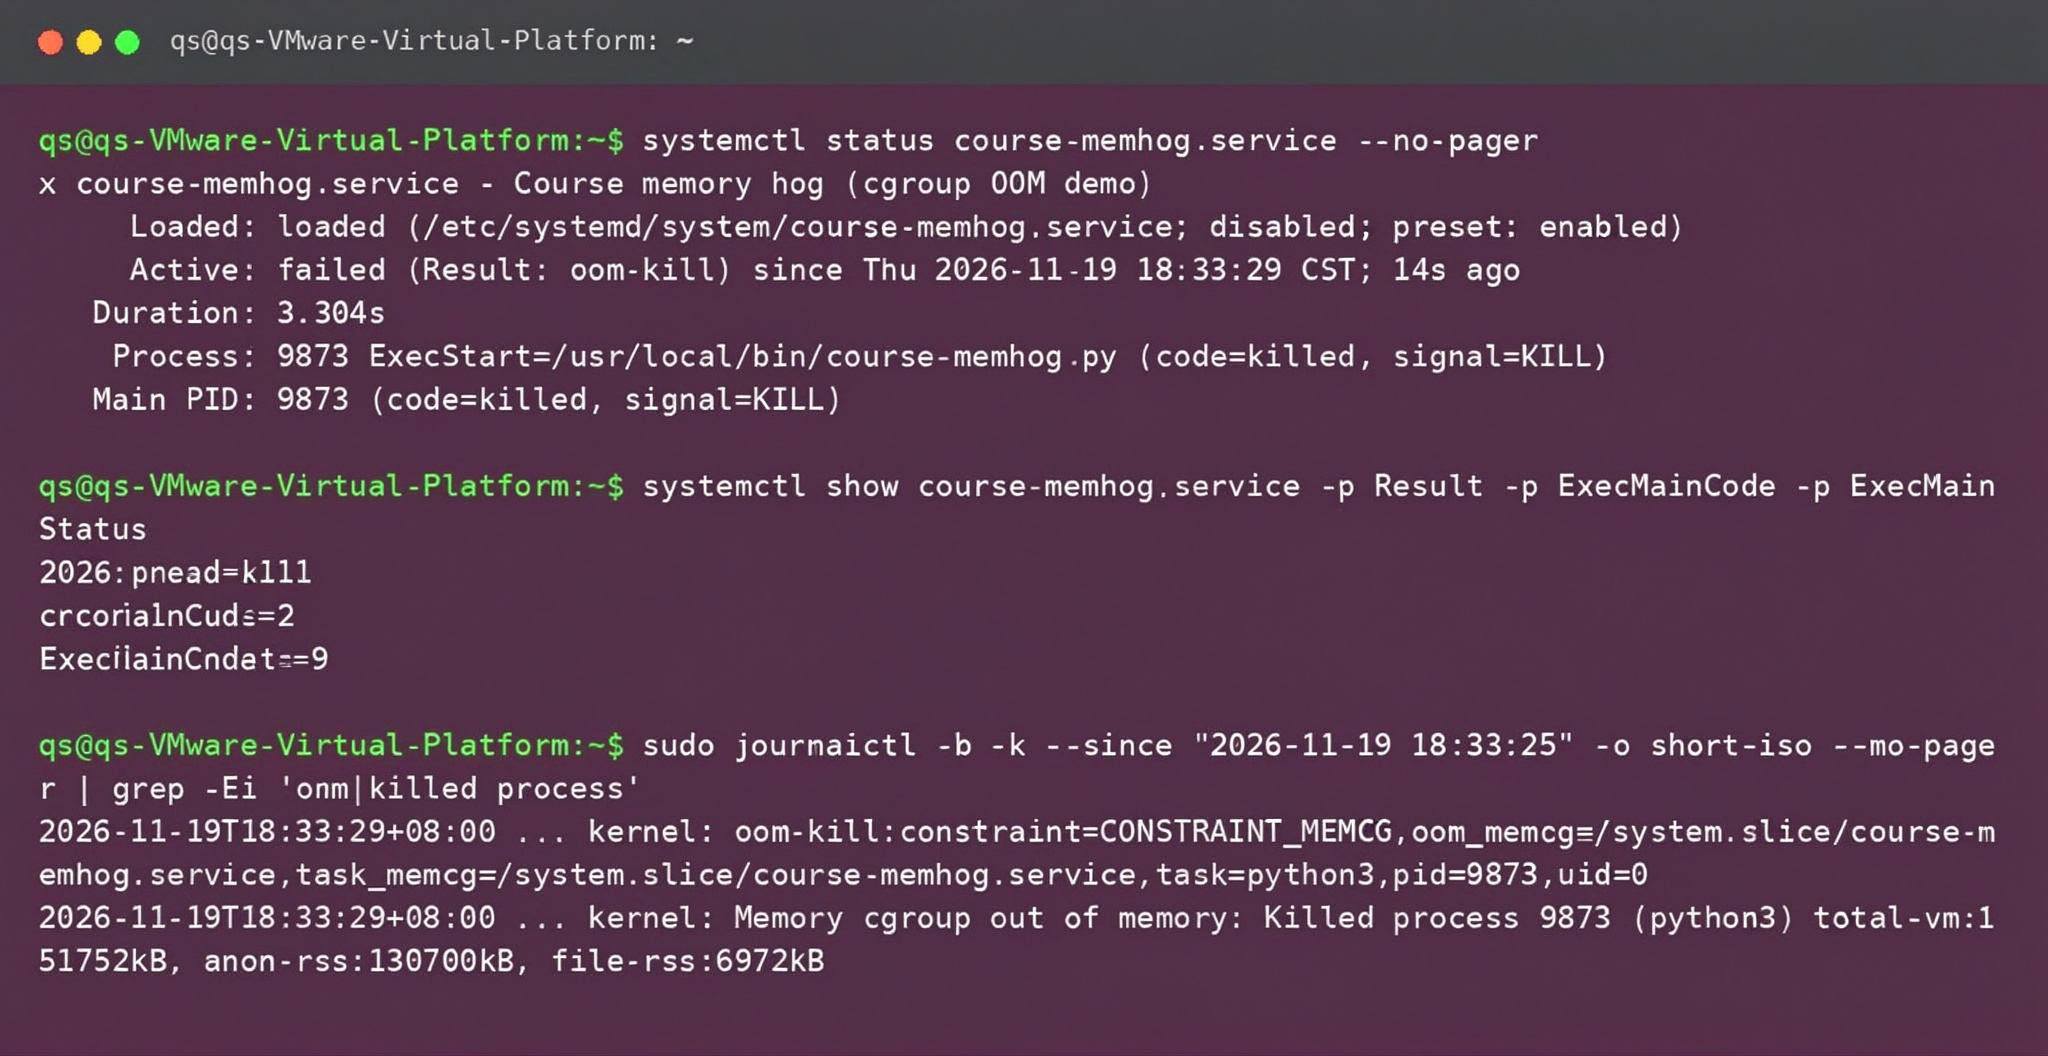 qs@qs-VMware-Virtual-Platform: ~
qs@qs-VMware-Virtual-Platform:~$ systemctl status course-memhog.service --no-pager
x course-memhog.service - Course memory hog (cgroup OOM demo)
Loaded: loaded (/etc/systemd/system/course-memhog.service; disabled; preset: enabled)
Active: failed (Result: oom-kill) since Thu 2026-11-19 18:33:29 CST; 14s ago
Duration: 3.304s
Process: 9873 ExecStart=/usr/local/bin/course-memhog.py (code=killed, signal=KILL)
Main PID: 9873 (code=killed, signal=KILL)
qs@qs-VMware-Virtual-Platform:~$ systemctl show course-memhog.service -p Result -p ExecMainCode -p ExecMain
Status
2026:pnead=k111
=2
=9
qs@qs-VMware-Virtual-Platform:~$ sudo journaictl -b -k --since "2026-11-19 18:33:25" -o short-iso --mo-page
r | grep -Ei 'onm|killed process'
2026-11-19T18:33:29+08:00 ... kernel: oom-kill:constraint=CONSTRAINT_MEMCG,oom_memcg=/system.slice/course-m
emhog.service,task_memcg=/system.slice/course-memhog.service,task=python3,pid=9873,uid=0
2026-11-19T18:33:29+08:00 ... kernel: Memory cgroup out of memory: Killed process 9873 (python3) total-vm:1
51752kB, anon-rss:130700kB, file-rss:6972kB